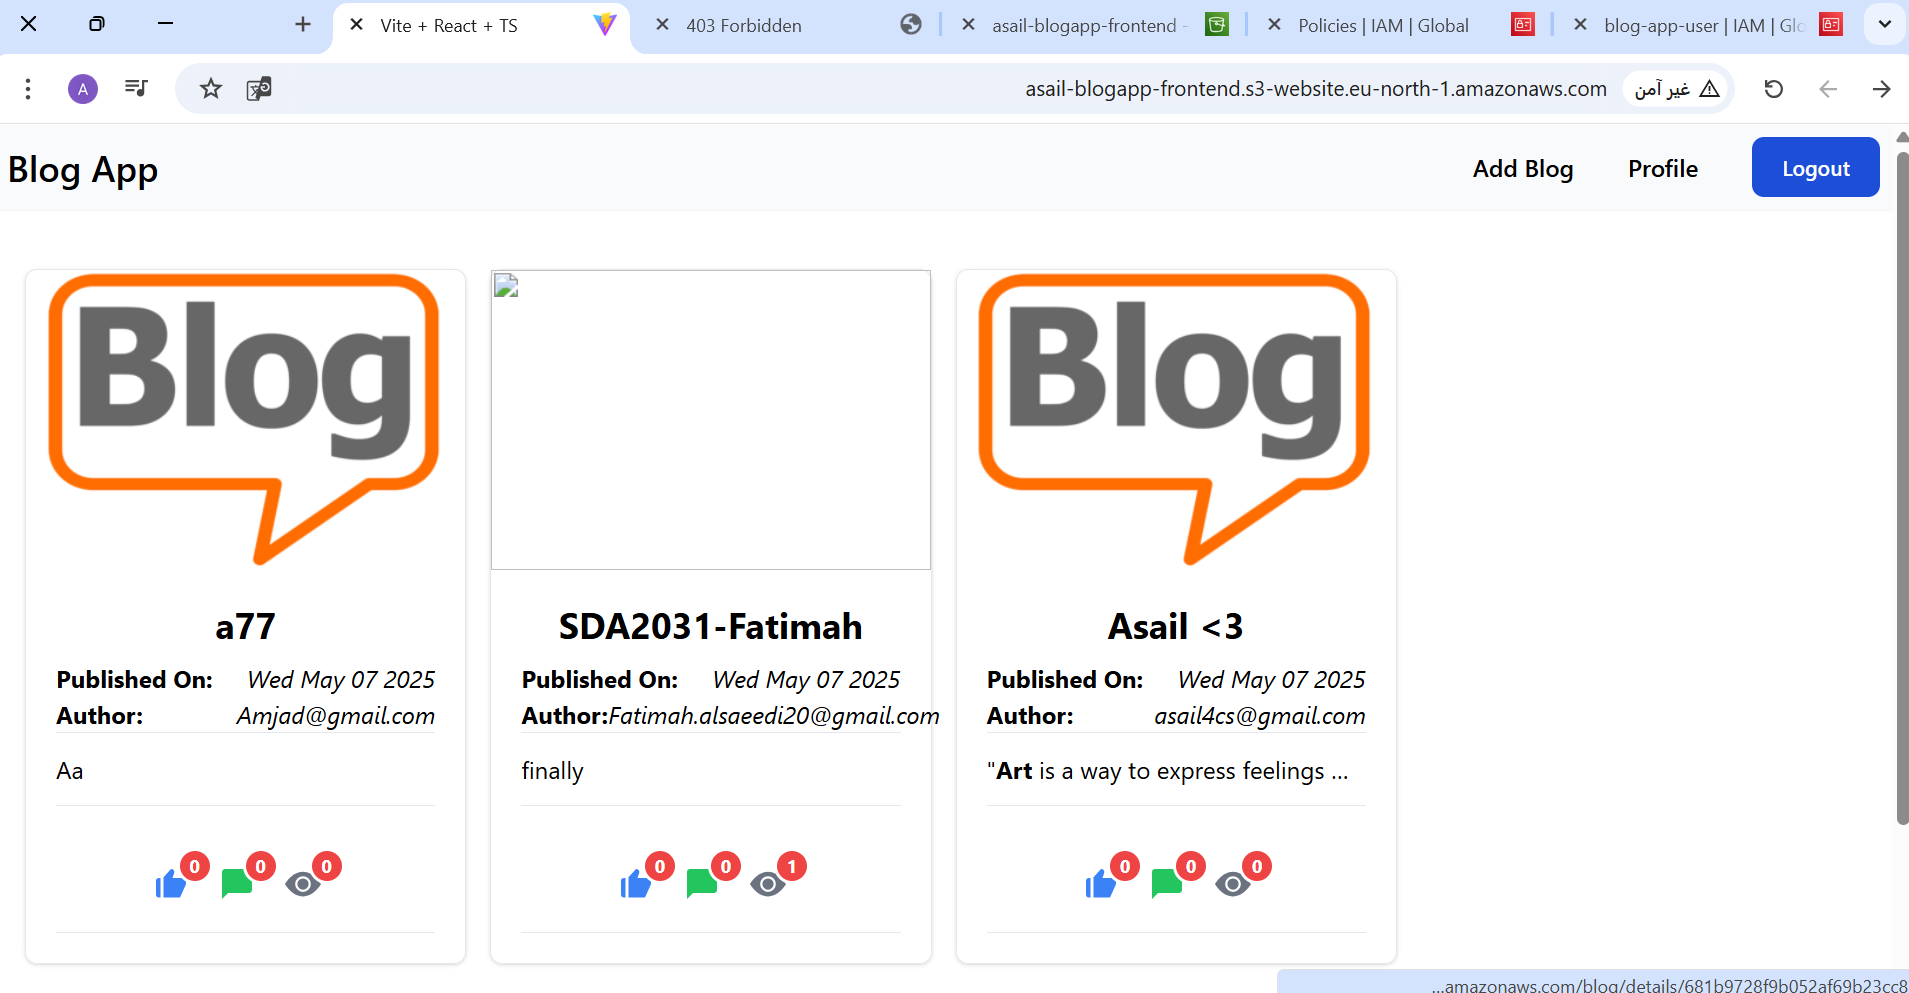 Vite + React + TS
403 Forbidden
asail-blogapp-frontend -
Policies | IAM | Global
blog-app-user | IAM | Glo
A
asail-blogapp-frontend.s3-website.eu-north-1.amazonaws.com
غير آمن
Blog App
Add Blog
Profile
Logout
Blog
a77
Published On: Wed May 07 2025
Author: Amjad@gmail.com
Aa
0 0 0
SDA2031-Fatimah
Published On: Wed May 07 2025
Author:Fatimah.alsaeedi20@gmail.com
finally
0 0 1
Blog
Asail <3
Published On: Wed May 07 2025
Author: asail4cs@gmail.com
"Art is a way to express feelings ...
0 0 0
...amazonaws.com/blog/details/681b9728f9b052af69b23cc8